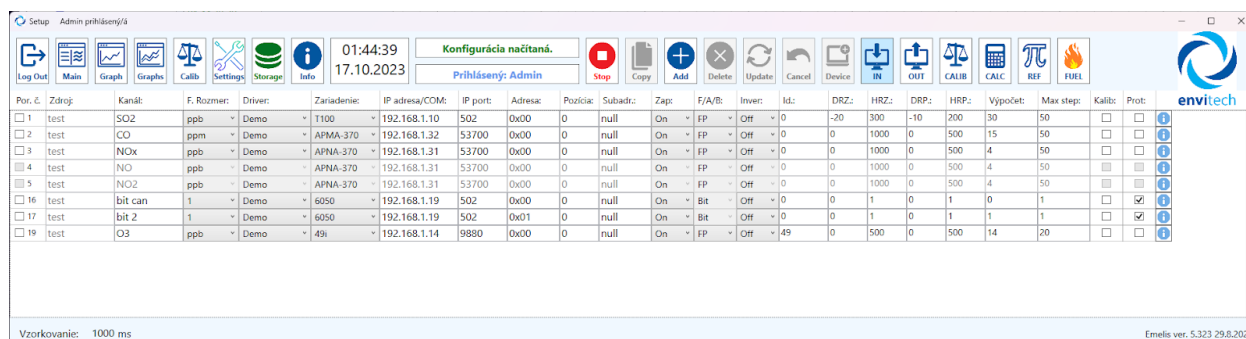 Setup Admin prihlásený/á
Log Out Main Graph Graphs Calib Settings Storage Info 01:44:39 17.10.2023 Konfigurácia načítaná. Prihlásený: Admin Stop Copy Add Delete Update Cancel Device IN OUT CALIB CALC REF FUEL envitech
Por. č. Zdroj: Kanál: F. Rozmer: Driver: Zariadenie: IP adresa/COM: IP port: Adresa: Pozícia: Subadr.: Zap: F/A/B: Inver: Id.: DRZ.: HRZ.: DRP.: HRP.: Výpočet: Max step: Kalib: Prot:
1 test SO2 ppb Demo T100 192.168.1.10 502 0x00 0 null On FP Off 0 -20 300 -10 200 30 50
2 test CO ppm Demo APMA-370 192.168.1.32 53700 0x00 0 null On FP Off 0 0 1000 0 500 15 50
3 test NOx ppb Demo APNA-370 192.168.1.31 53700 0x00 0 null On FP Off 0 0 1000 0 500 4 50
4 test NO ppb Demo APNA-370 192.168.1.31 53700 0x00 0 null On FP Off 0 0 1000 0 500 4 50
5 test NO2 ppb Demo APNA-370 192.168.1.31 53700 0x00 0 null On FP Off 0 0 1000 0 500 4 50
16 test bit can 1 Demo 6050 192.168.1.19 502 0x00 0 null On Bit Off 0 0 1 0 1 0 1
17 test bit 2 1 Demo 6050 192.168.1.19 502 0x01 0 null On Bit Off 0 0 1 0 1 1 1
19 test O3 ppb Demo 49i 192.168.1.14 9880 0x00 0 null On FP Off 49 0 500 0 500 14 20
Vzorkovanie: 1000 ms
Emelis ver. 5.323 29.8.202